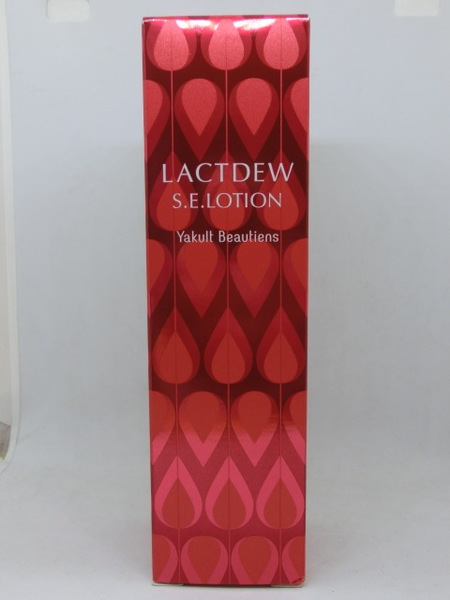 LACTDEW
S.E.LOTION
Yakult Beautiens